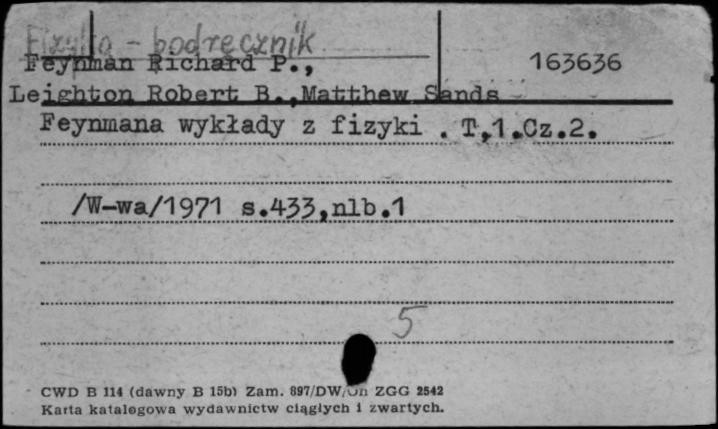 Fizyka - podręcznik
Feynman Richard P., 163636
Leighton Robert B.,Matthew Sands
Feynmana wykłady z fizyki . T,1.Cz.2.
/W-wa/1971 s.433,nlb.1
5
CWD B 114 (dawny B 15b) Zam. 897/DW/Oh ZGG 2542
Karta katalogowa wydawnictw ciągłych i zwartych.